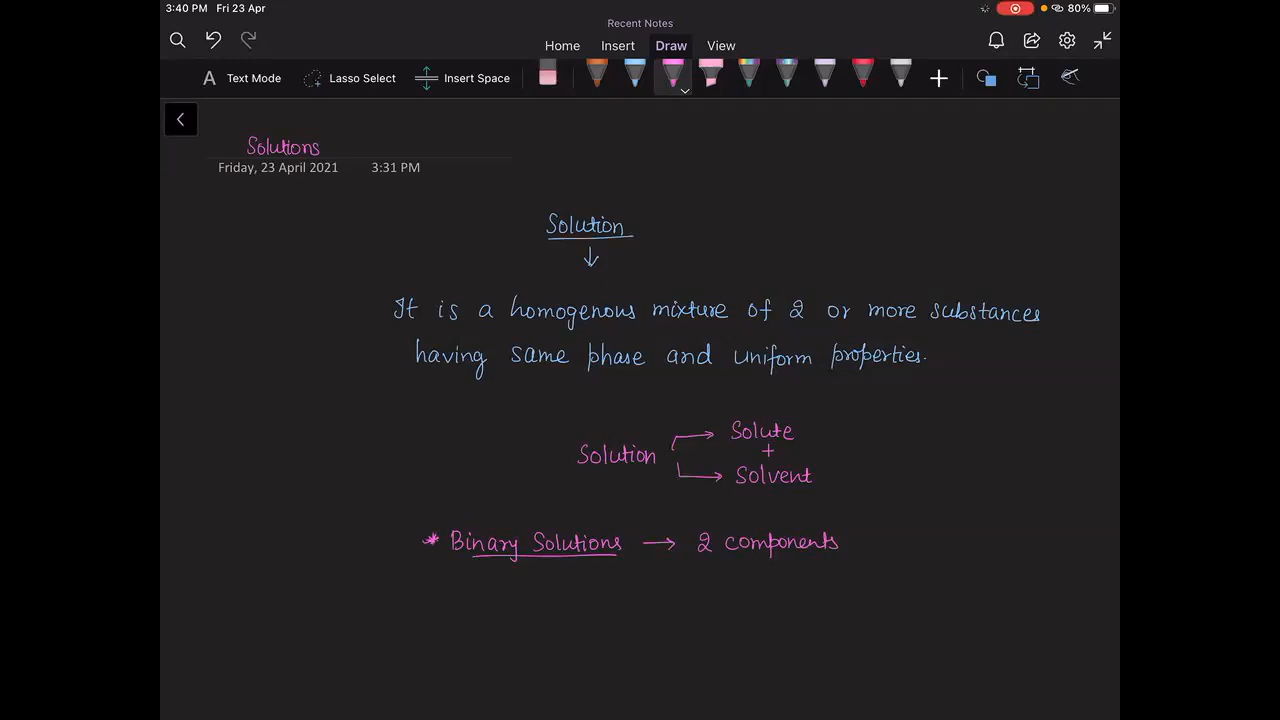 3:40 PM Fri 23 Apr
80%
Recent Notes
Home Insert Draw View
Text Mode Lasso Select Insert Space
Solutions
Friday, 23 April 2021 3:31 PM
Solution
↓
It is a homogenous mixture of 2 or more substances
having same phase and uniform properties.
Solute
+
Solution
Solvent
* Binary Solutions → 2 components